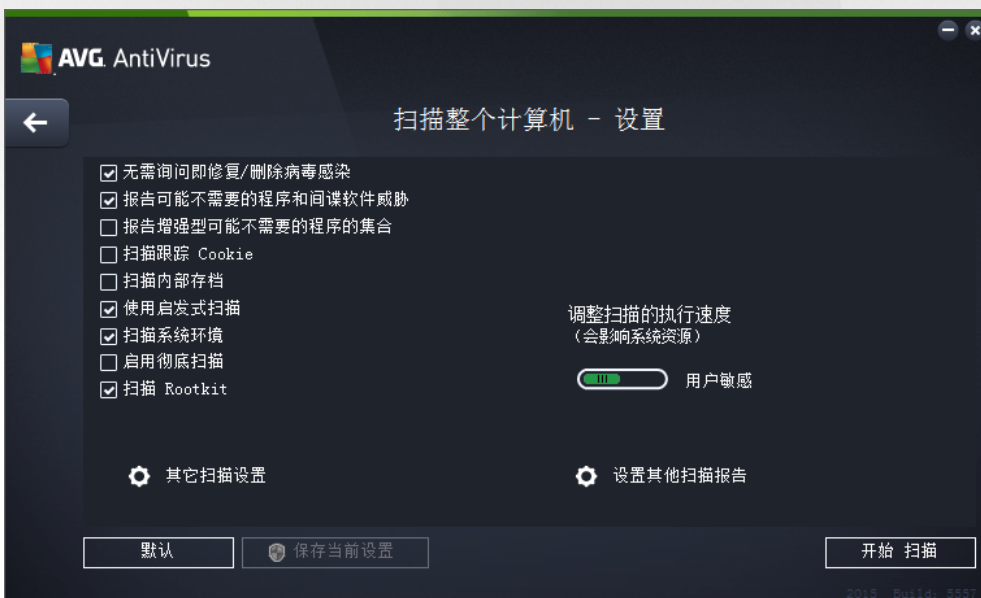 AVG. AntiVirus
扫描整个计算机 - 设置
无需询问即修复/删除病毒感染
报告可能不需要的程序和间谍软件威胁
报告增强型可能不需要的程序的集合
扫描跟踪 Cookie
扫描内部存档
使用启发式扫描
扫描系统环境
启用彻底扫描
扫描 Rootkit
调整扫描的执行速度
(会影响系统资源)
用户敏感
其它扫描设置
设置其他扫描报告
默认
保存当前设置
开始 扫描
2015 Build: 5557